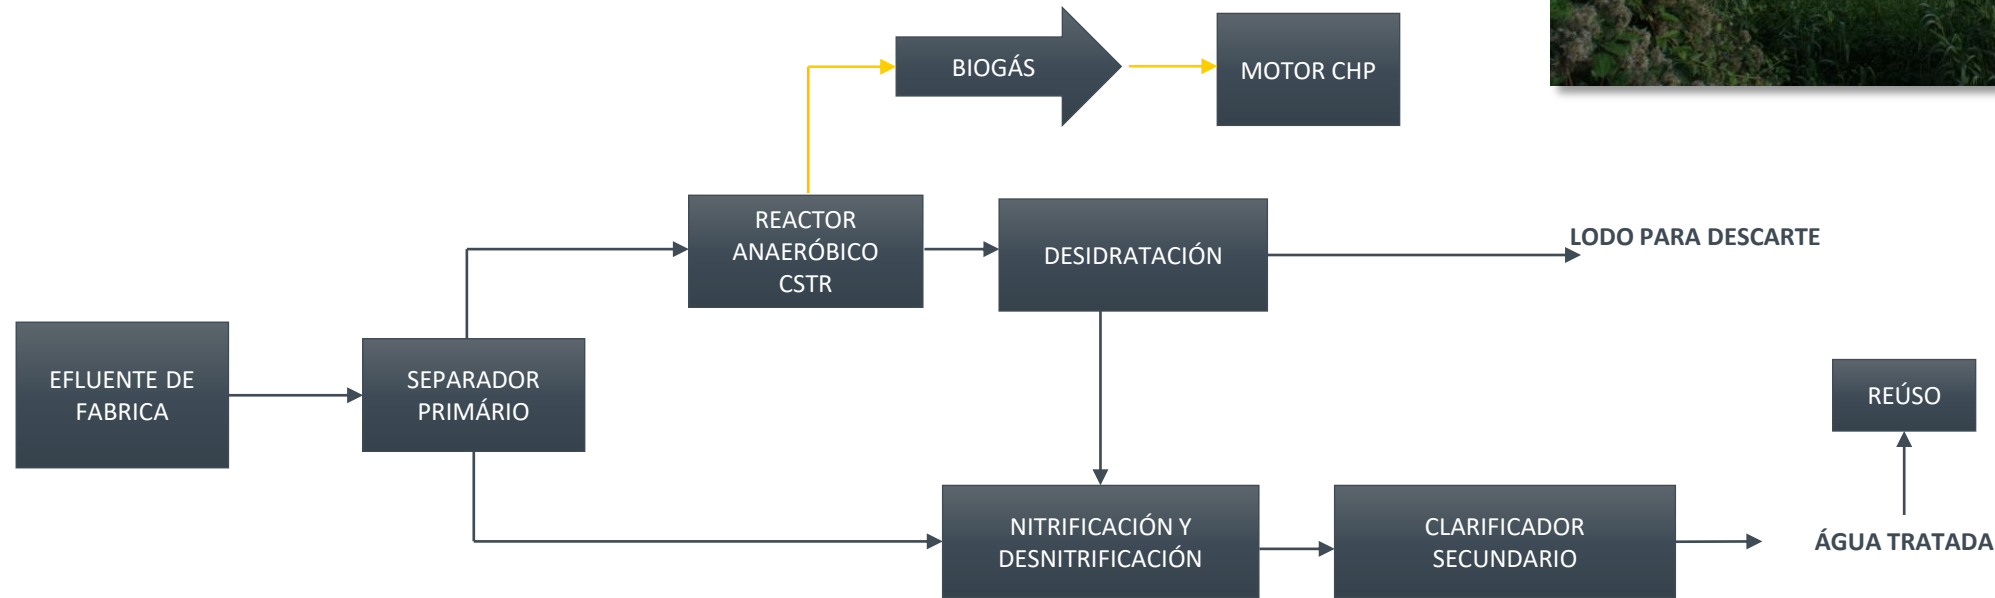 BIOGÁS
MOTOR CHP
REACTOR
ANAERÓBICO
CSTR
DESIDRATACIÓN
LODO PARA DESCARTE
EFLUENTE DE
FABRICA
SEPARADOR
PRIMÁRIO
REÚSO
NITRIFICACIÓN Y
DESNITRIFICACIÓN
CLARIFICADOR
SECUNDARIO
ÁGUA TRATADA